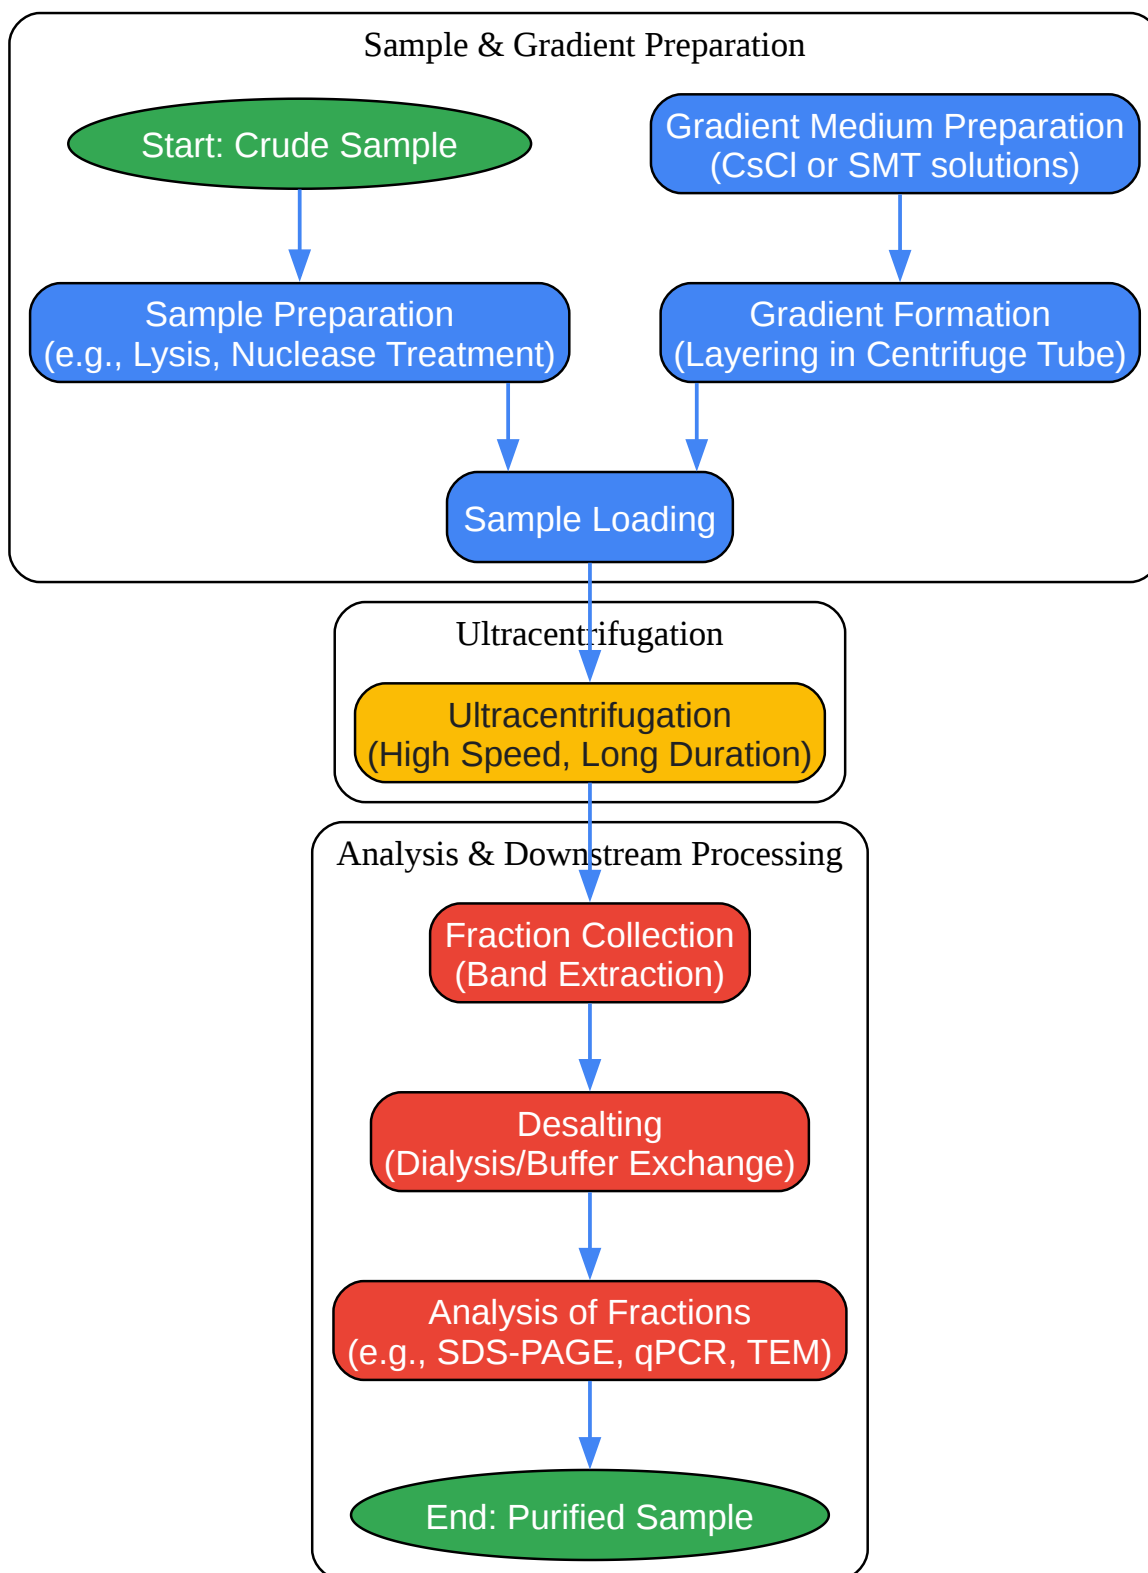 Sample & Gradient Preparation
Start: Crude Sample
Gradient Medium Preparation
(CsCl or SMT solutions)
Sample Preparation
(e.g., Lysis, Nuclease Treatment)
Gradient Formation
(Layering in Centrifuge Tube)
Sample Loading
Ultracentrifugation
Ultracentrifugation
(High Speed, Long Duration)
Analysis & Downstream Processing
Fraction Collection
(Band Extraction)
Desalting
(Dialysis/Buffer Exchange)
Analysis of Fractions
(e.g., SDS-PAGE, qPCR, TEM)
End: Purified Sample